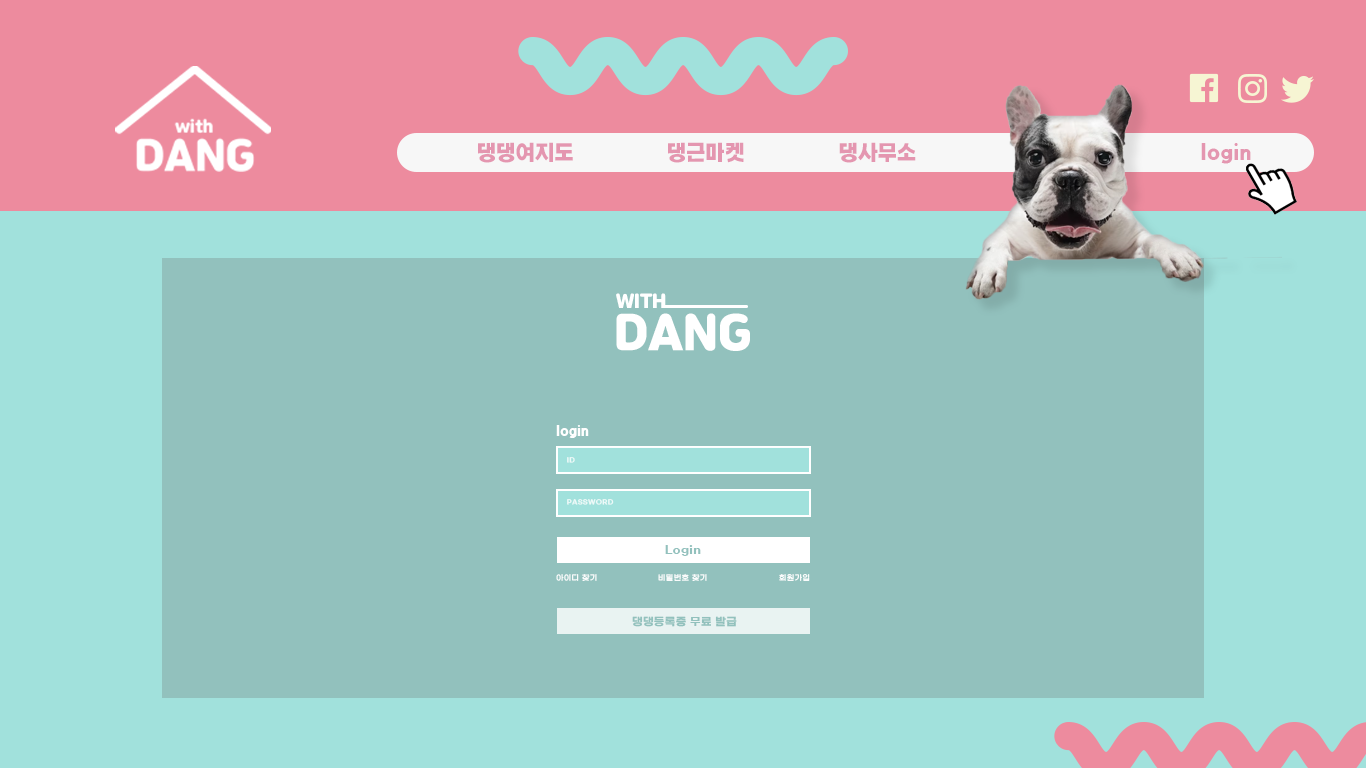 with
DANG
댕댕여지도 댕근마켓 댕사무소 login
WITH
DANG
login
ID
PASSWORD
Login
아이디 찾기 비밀번호 찾기 회원가입
댕댕등록증 무료 발급